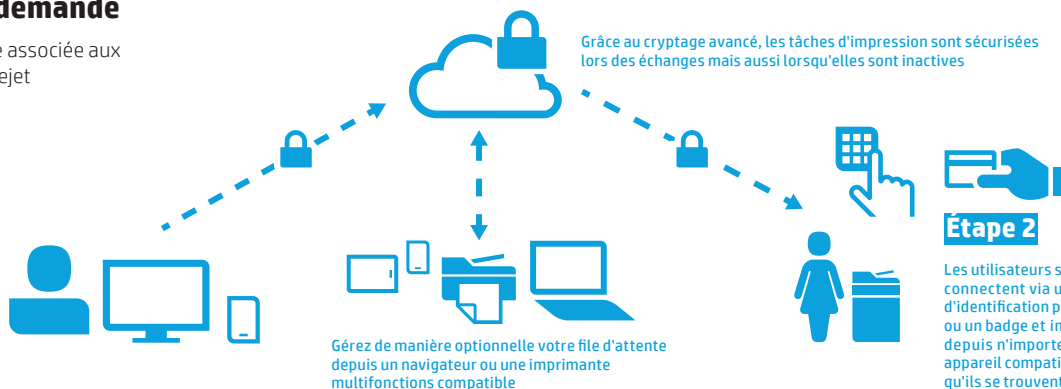 demande
associée aux
Grâce au cryptage avancé, les tâches d'impression sont sécurisées
lors des échanges mais aussi lorsqu'elles sont inactives
Étape 2
Les utilisateurs s
connectent via u
d'identification p
ou un badge et in
depuis n'importe
appareil compati
qu'ils se trouvent
Gérez de manière optionnelle votre file d'attente
depuis un navigateur ou une imprimante
multifonctions compatible